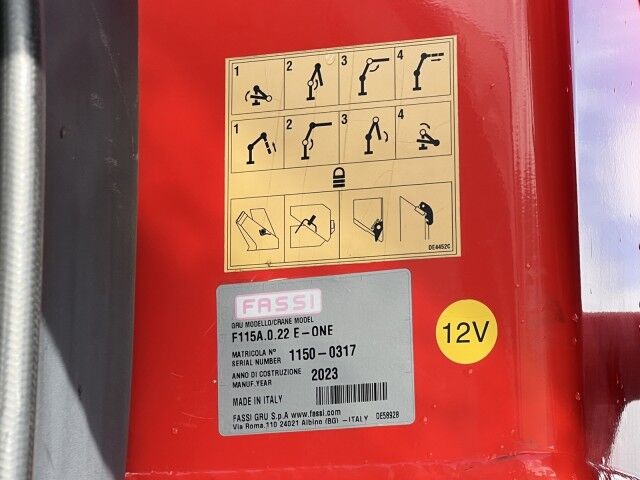 1 2 3 4
1 2 3 4
DE4452C
FASSI
GRU MODELLO/CRANE MODEL
F115A.0.22 E-ONE
MATRICOLA N°
SERIAL NUMBER 1150-0317
ANNO DI COSTRUZIONE
MANUF.YEAR 2023
MADE IN ITALY
FASSI GRU S.p.A www.fassi.com DE58928
Via Roma.110 24021 Albino (BG) -ITALY
12V